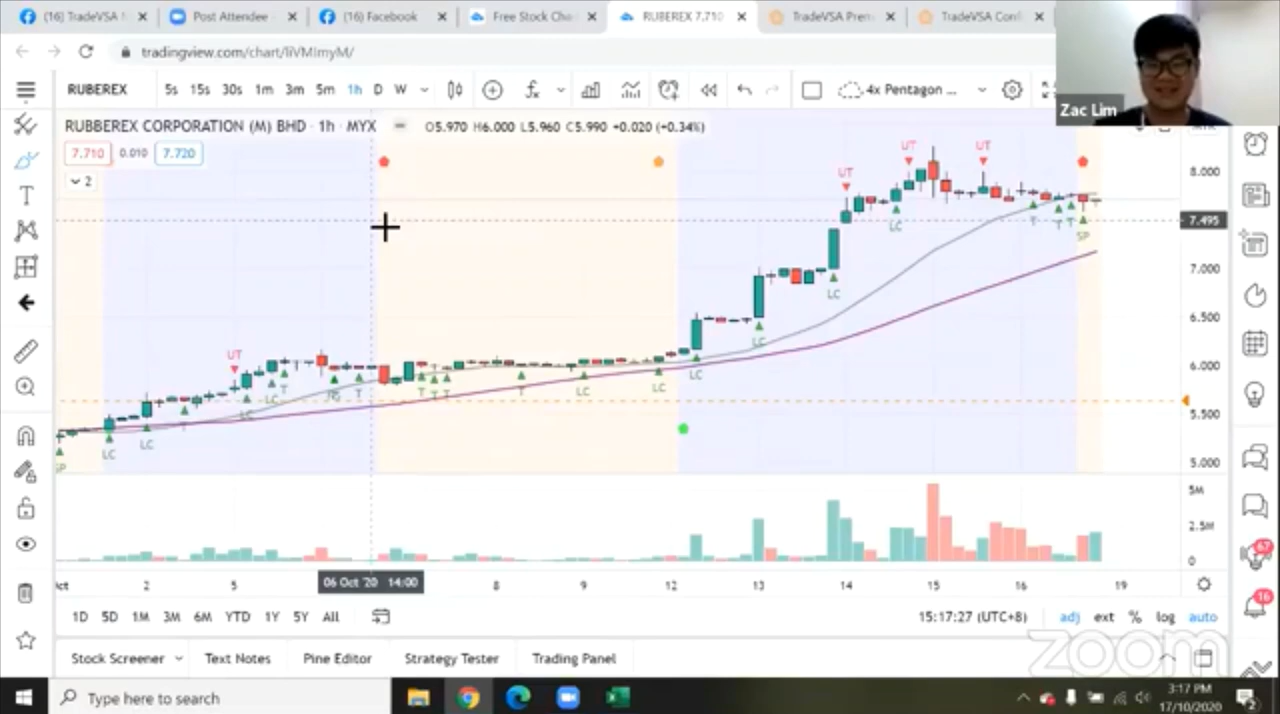 (16) TradeVSA
Post Attendee
(16) Facebook
Free Stock Cha
RUBEREX 7.710
TradeVSA Prem
TradeVSA Com
tradingview.com/chart/liVMImyM/
Zac Lim
RUBEREX 5s 15s 30s 1m 3m 5m 1h D W 4x Pentagon ...
RUBBEREX CORPORATION (M) BHD · 1h · MYX O5.970 H6.000 L5.960 C5.990 +0.020 (+0.34%)
7.710 0.010 7.720
2
UT UT UT UT
LC LC LC LC T T T T T T LC LC LC LC LC LC T T T SP
SP
8.000
7.495
7.000
6.500
6.000
5.500
5.000
5M
2.5M
0
2 5 06 Oct '20 14:00 8 9 12 13 14 15 16 19
1D 5D 1M 3M 6M YTD 1Y 5Y All 15:17:27 (UTC+8) adj ext % log auto
67
16
zoom
Stock Screener Text Notes Pine Editor Strategy Tester Trading Panel
Type here to search
3:17 PM
17/10/2020
2